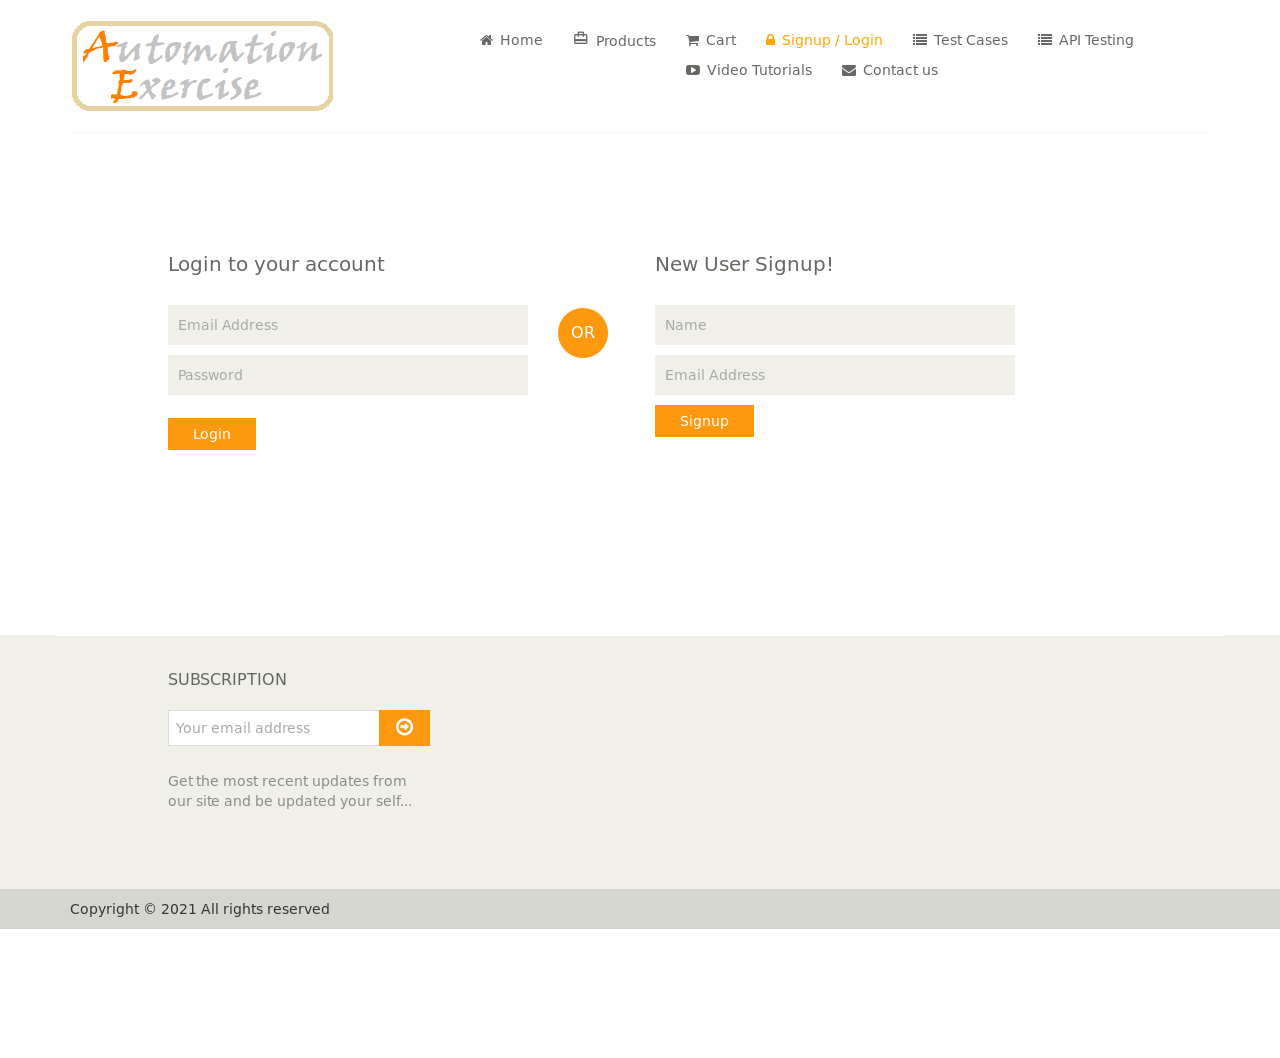 Automation
Exercise
Home
Products
Cart
Signup / Login
Test Cases
API Testing
Video Tutorials
Contact us
Login to your account
Email Address
Password
Login
OR
New User Signup!
Name
Email Address
Signup
SUBSCRIPTION
Your email address
Get the most recent updates from
our site and be updated your self...
Copyright © 2021 All rights reserved